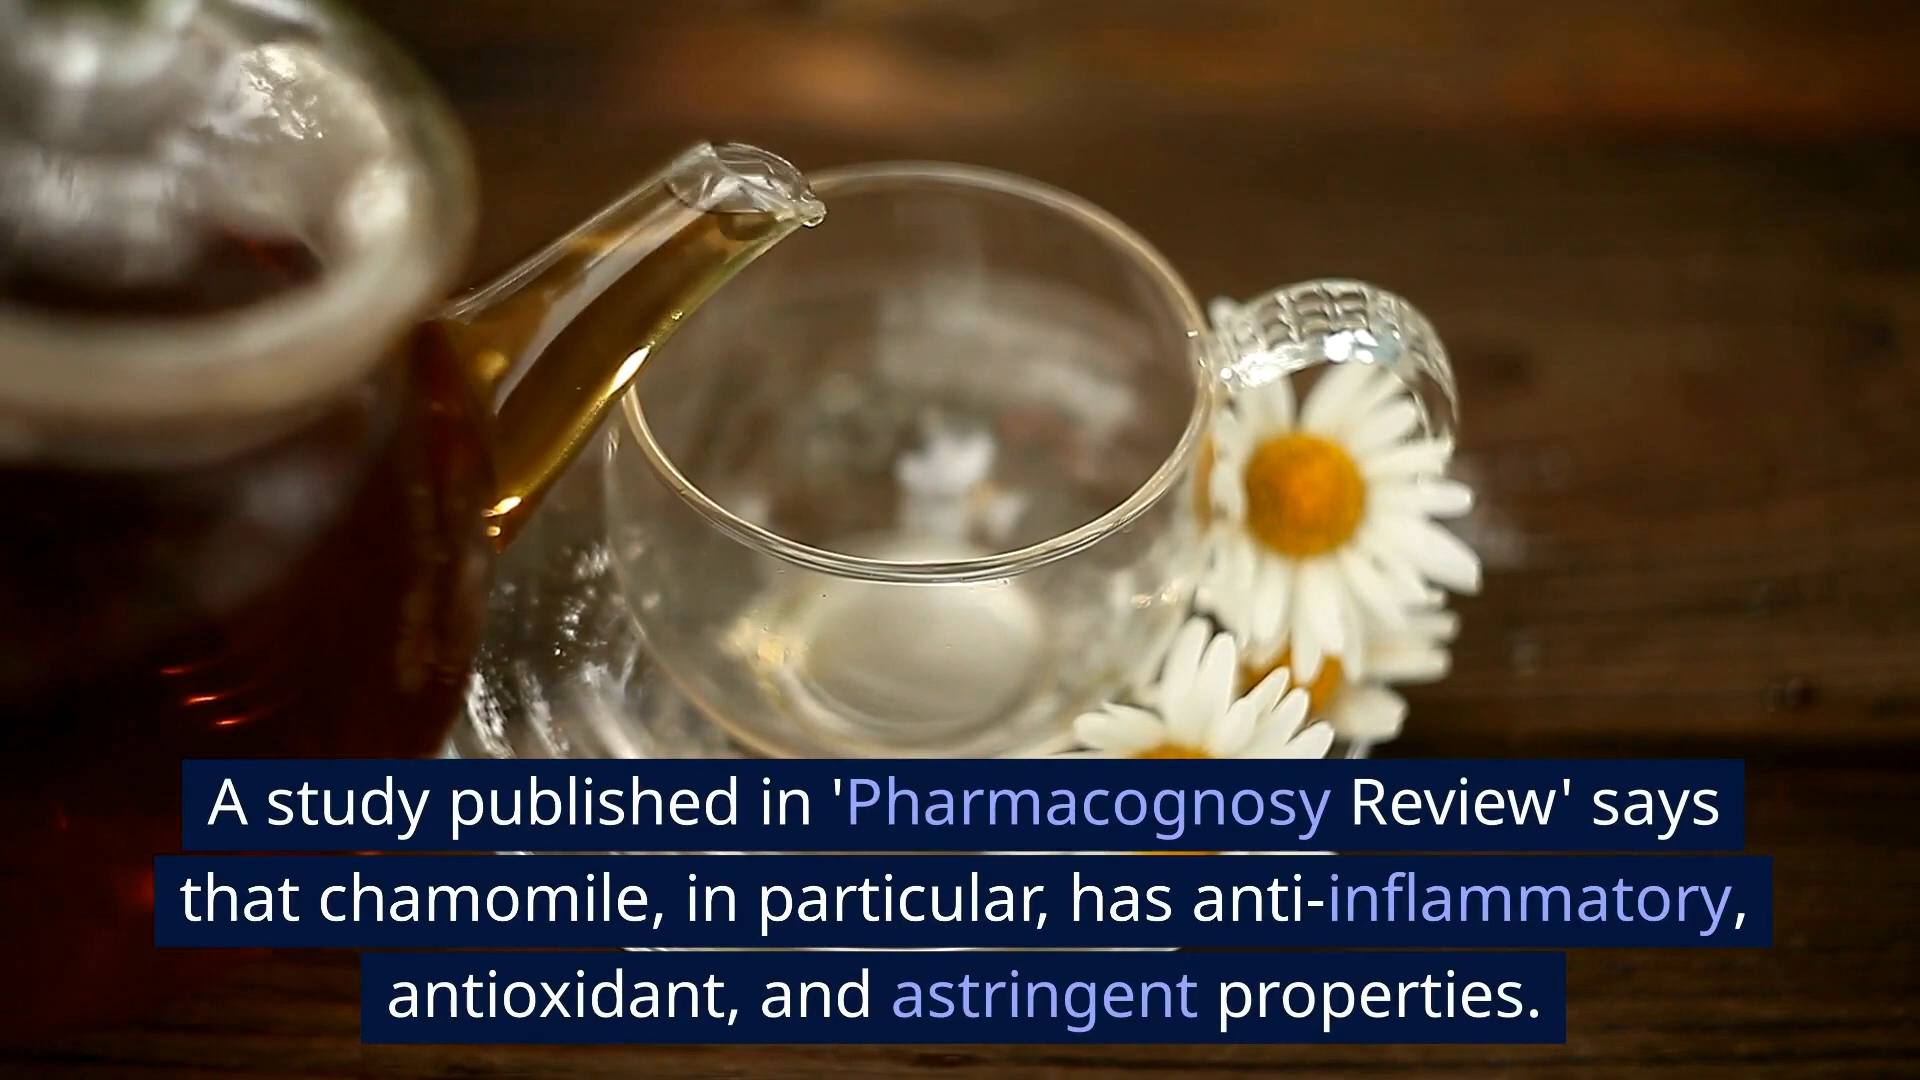 A study published in 'Pharmacognosy Review' says
that chamomile, in particular, has anti-inflammatory,
antioxidant, and astringent properties.